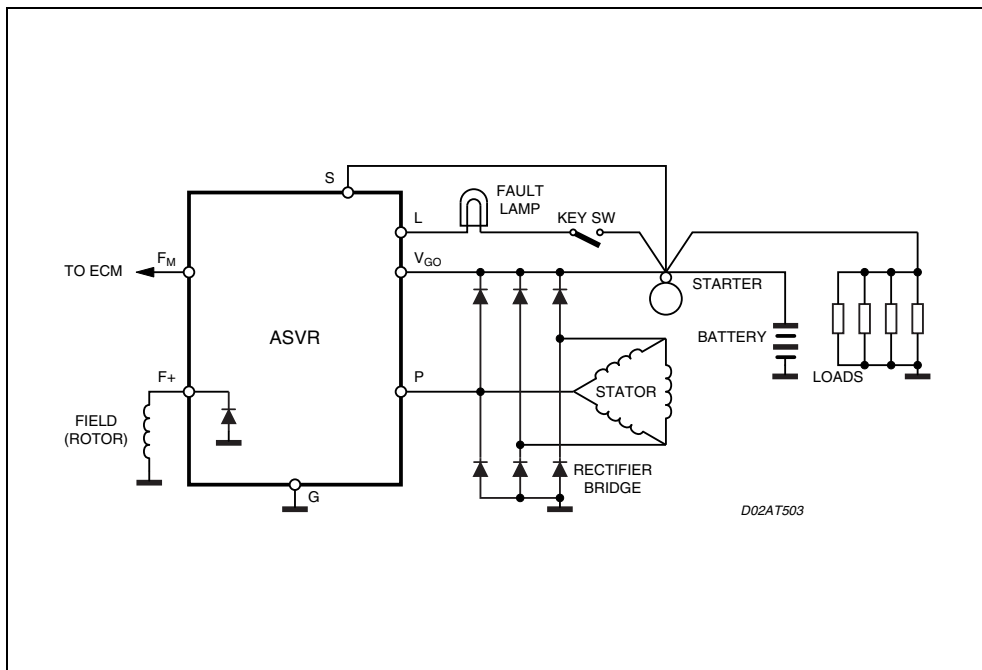 S
FAULT
LAMP
L
KEY SW
V_GO
F_M
TO ECM
STARTER
ASVR
BATTERY
F+
P
STATOR
LOADS
FIELD
(ROTOR)
RECTIFIER
BRIDGE
G
D02AT503